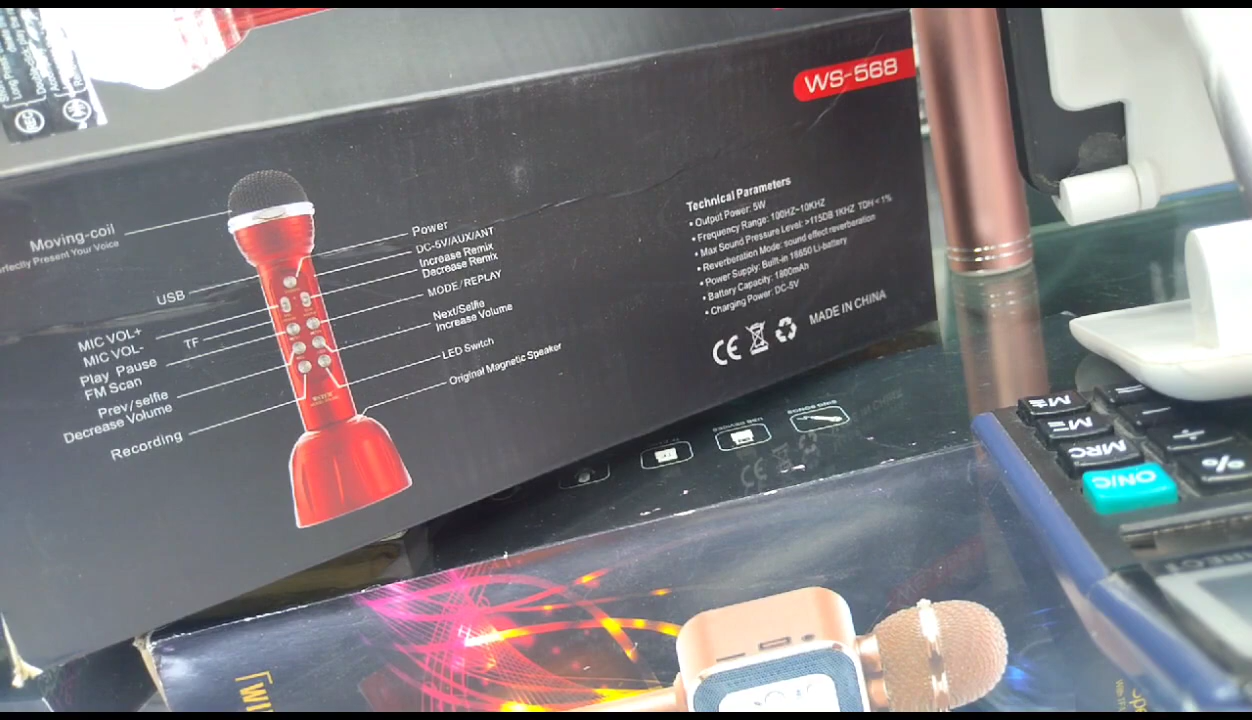 REC
WS-568
Moving-coil
Perfectly Present Your Voice
USB
MIC VOL+
MIC VOL-
TF
Play Pause
FM Scan
Prev/selfie
Decrease Volume
Recording
Power
DC-5V/AUX/ANT
Increase Remix
Decrease Remix
MODE/REPLAY
Next/Selfie
Increase Volume
LED Switch
Original Magnetic Speaker
Technical Parameters
• Output Power: 5W
• Frequency Range: 100HZ~10KHZ
• Max Sound Pressure Level: >115DB 1KHZ TDH<1%
• Reverberation Mode: sound effect reverberation
• Power Supply: Built-in 18650 Li-battery
• Battery Capacity: 1800mAh
• Charging Power: DC-5V
CE
MADE IN CHINA
MRC
ON/C
%